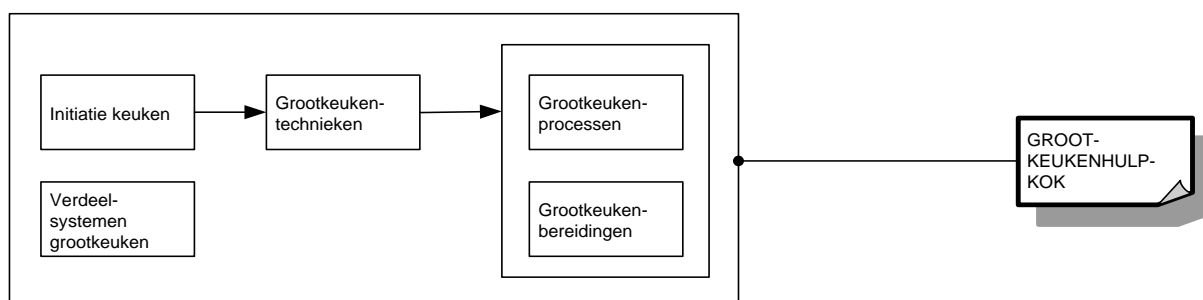 Initiatie keuken
Grootkeuken-
technieken
Grootkeuken-
processen
Verdeel-
systemen
grootkeuken
Grootkeuken-
bereidingen
GROOT-
KEUKENHULP-
KOK